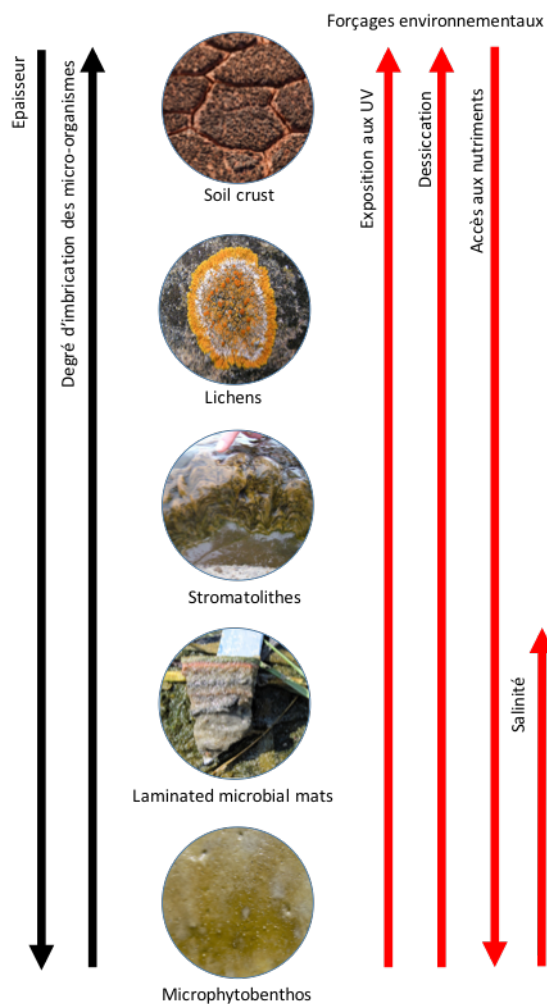 Forçages environnementaux
Epaisseur
Degré d'imbrication des micro-organismes
Exposition aux UV
Dessiccation
Accès aux nutriments
Soil crust
Lichens
Stromatolithes
Salinité
Laminated microbial mats
Microphytobenthos